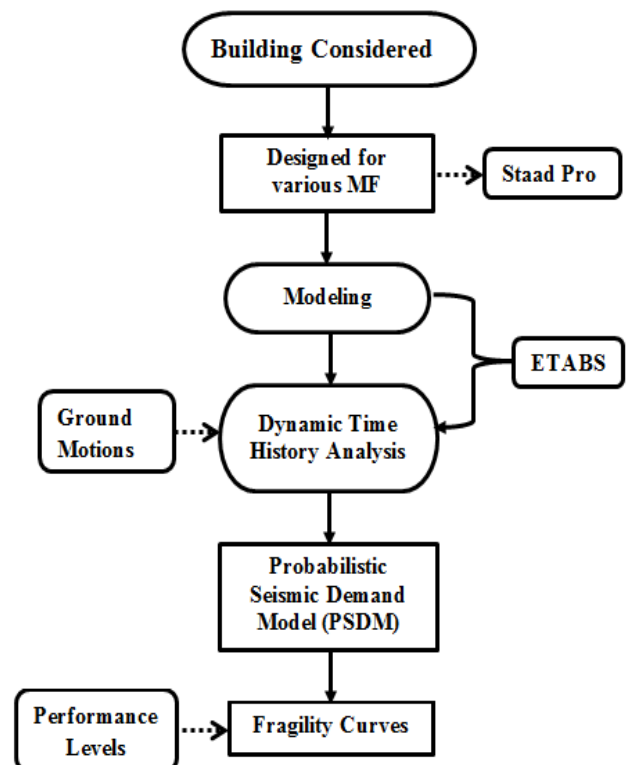 Building Considered
Designed for
various MF
Staad Pro
Modeling
ETABS
Ground
Motions
Dynamic Time
History Analysis
Probabilistic
Seismic Demand
Model (PSDM)
Performance
Levels
Fragility Curves